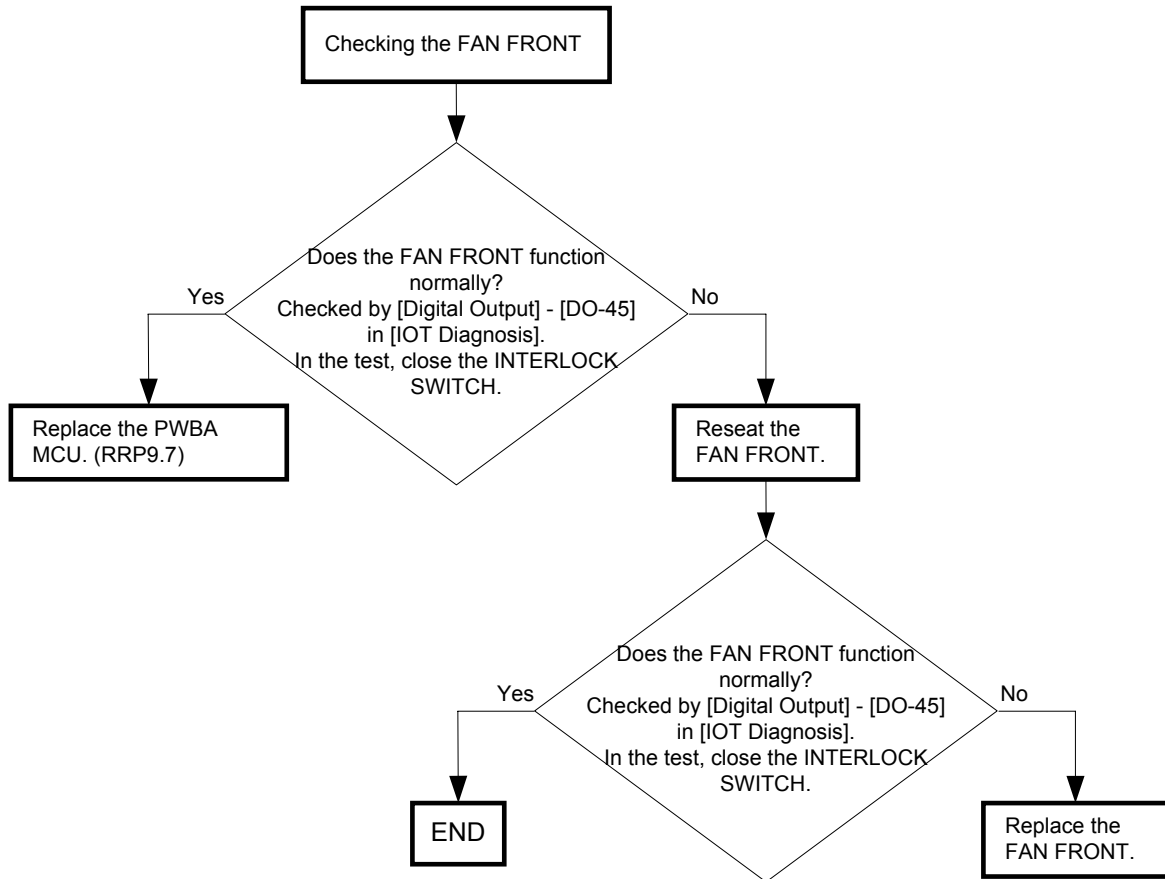 Checking the FAN FRONT
Does the FAN FRONT function
normally?
Checked by [Digital Output] - [DO-45]
in [IOT Diagnosis].
In the test, close the INTERLOCK
SWITCH.
Yes
No
Replace the PWBA
MCU. (RRP9.7)
Reseat the
FAN FRONT.
Does the FAN FRONT function
normally?
Checked by [Digital Output] - [DO-45]
in [IOT Diagnosis].
In the test, close the INTERLOCK
SWITCH.
Yes
No
END
Replace the
FAN FRONT.